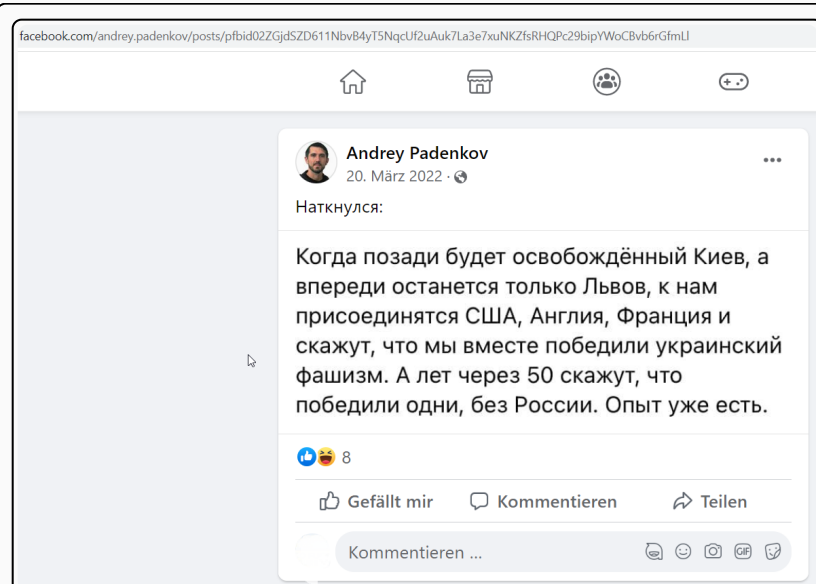 facebook.com/andrey.padenkov/posts/pfbid02ZGjdSZD611NbvB4yT5NqcUf2uAuk7La3e7xuNKZfsRHQPc29bipYWoCBvb6rGfmLl
Andrey Padenkov
20. März 2022 ·
Наткнулся:
Когда позади будет освобождённый Киев, а
впереди останется только Львов, к нам
присоединятся США, Англия, Франция и
скажут, что мы вместе победили украинский
фашизм. А лет через 50 скажут, что
победили одни, без России. Опыт уже есть.
8
Gefällt mir Kommentieren Teilen
Kommentieren ... GIF